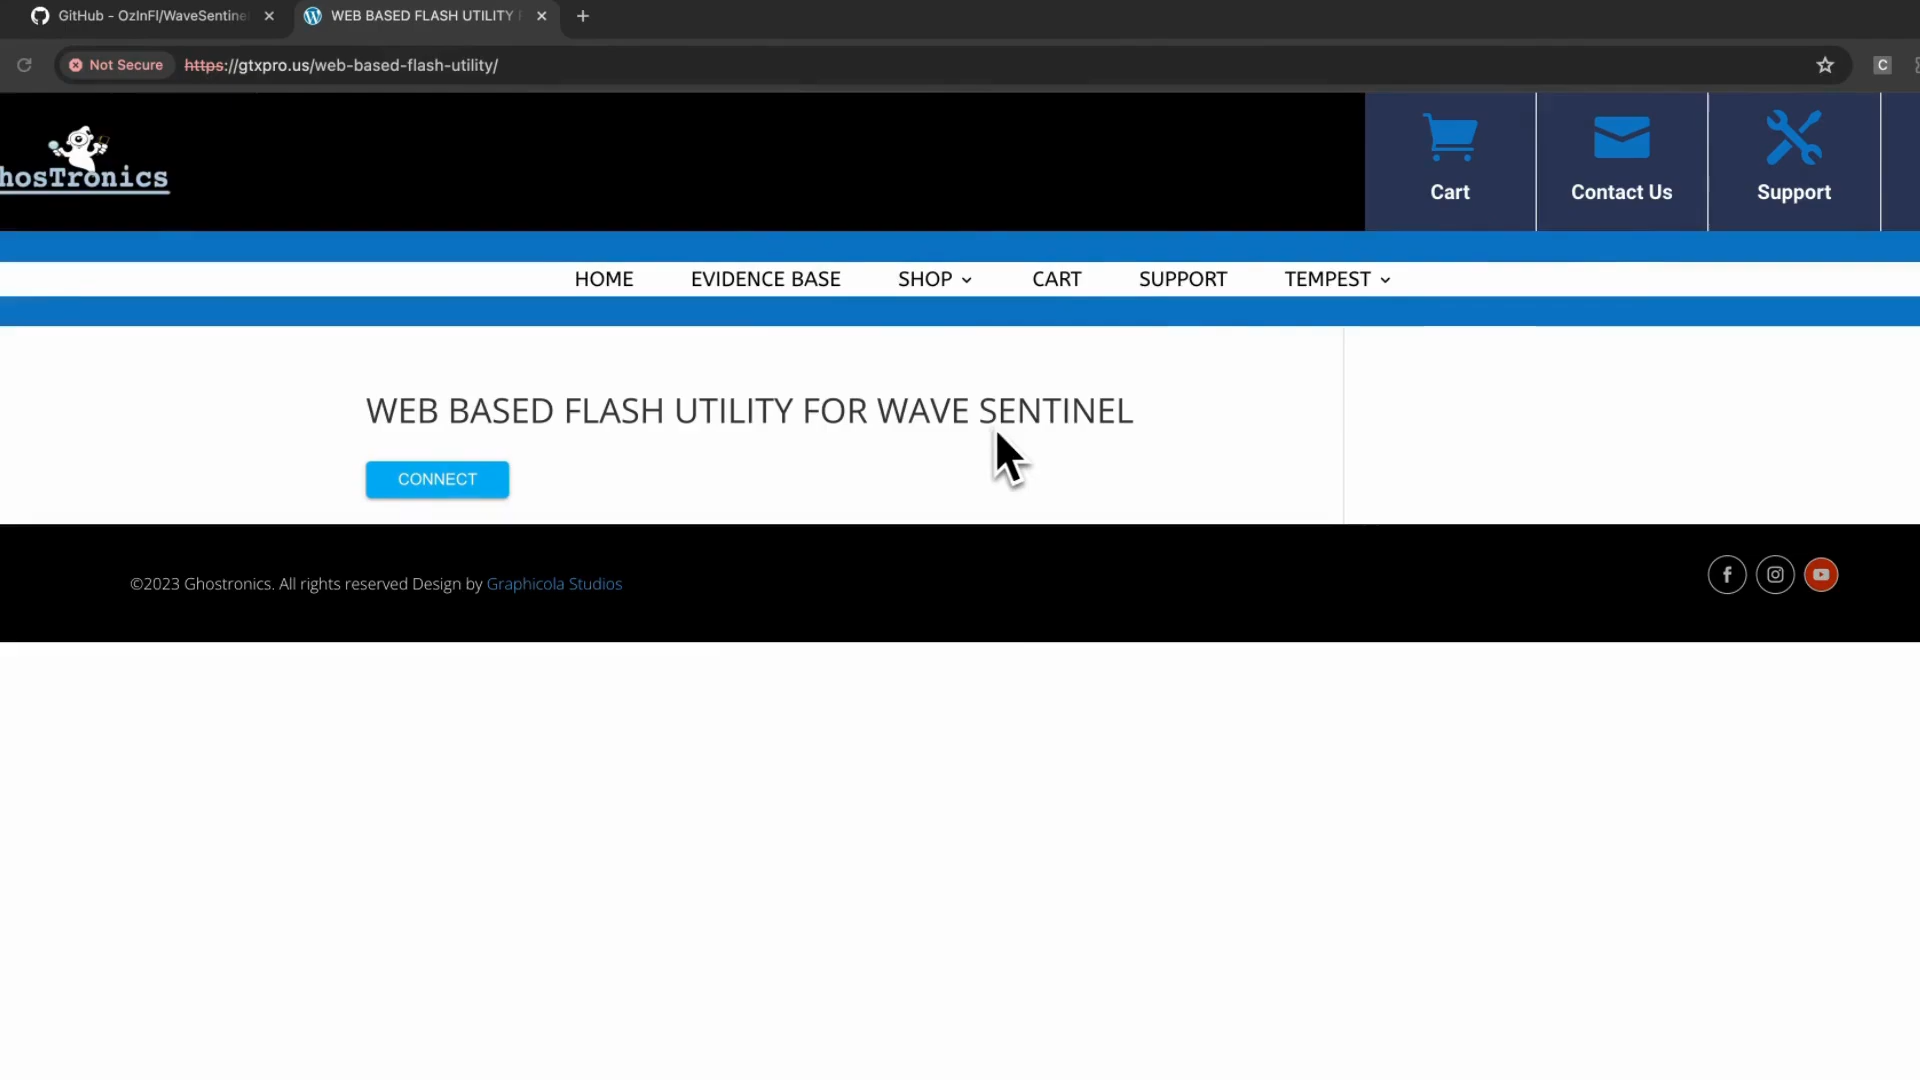 GitHub - OzInFl/WaveSentine
WEB BASED FLASH UTILITY
Not Secure https://gtxpro.us/web-based-flash-utility/
C
hosTronics
Cart
Contact Us
Support
HOME
EVIDENCE BASE
SHOP
CART
SUPPORT
TEMPEST
WEB BASED FLASH UTILITY FOR WAVE SENTINEL
CONNECT
©2023 Ghostronics. All rights reserved Design by Graphicola Studios